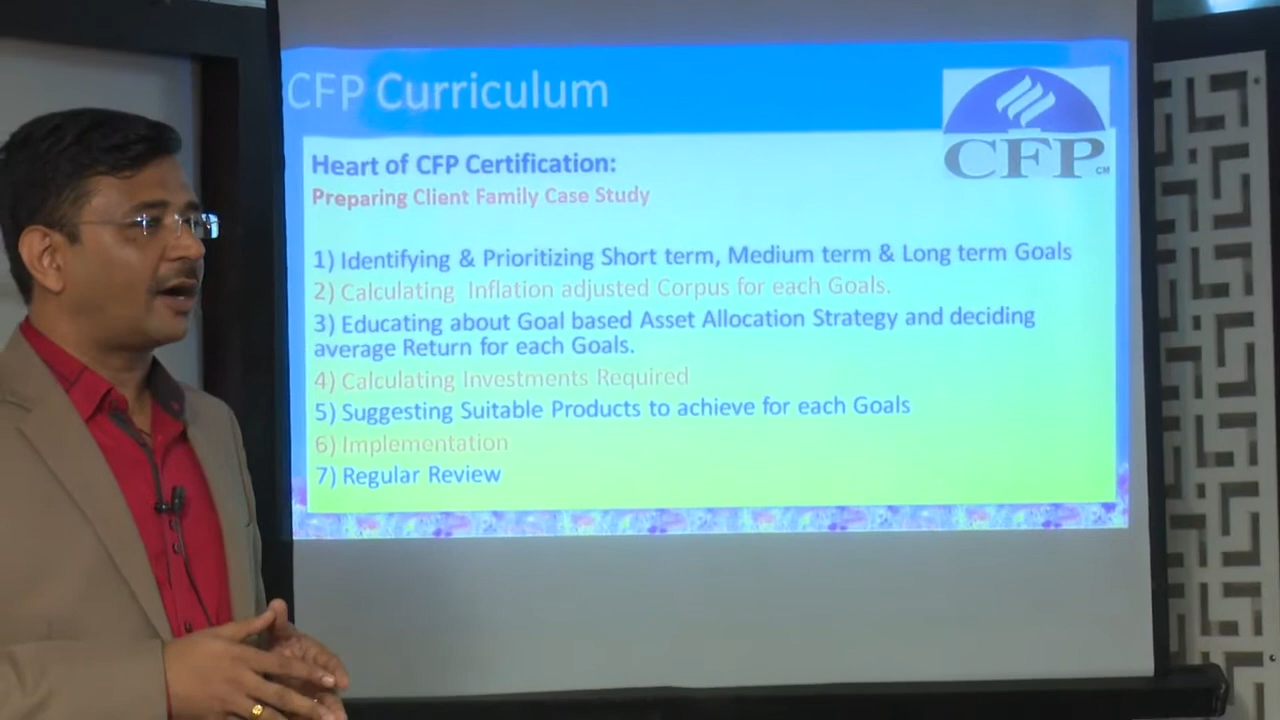 CFP Curriculum
CFP CM
Heart of CFP Certification:
Preparing Client Family Case Study
1) Identifying & Prioritizing Short term, Medium term & Long term Goals
2) Calculating Inflation adjusted Corpus for each Goals.
3) Educating about Goal based Asset Allocation Strategy and deciding
average Return for each Goals.
4) Calculating Investments Required
5) Suggesting Suitable Products to achieve for each Goals
6) Implementation
7) Regular Review